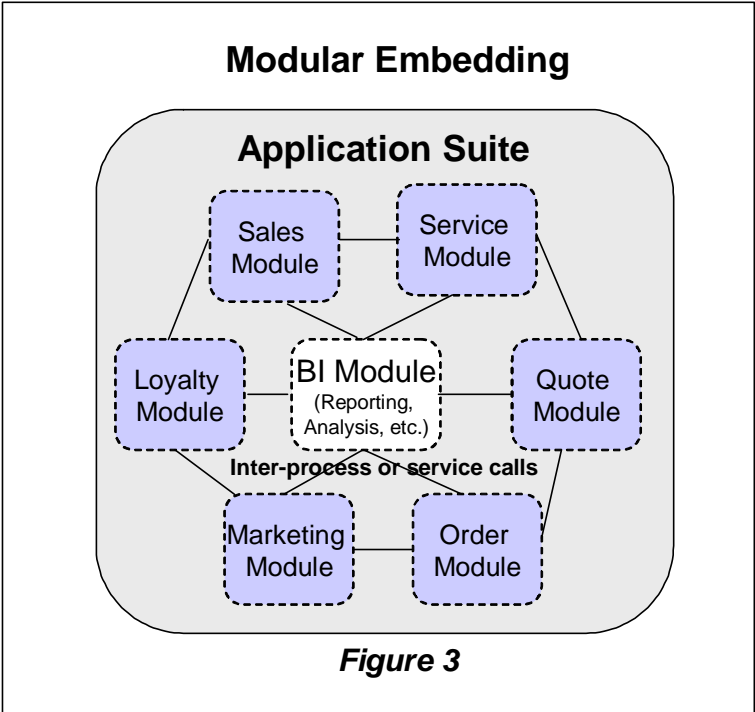 Modular Embedding
Application Suite
Sales
Module
Service
Module
Loyalty
Module
BI Module
(Reporting,
Analysis, etc.)
Quote
Module
Inter-process or service calls
Marketing
Module
Order
Module
Figure 3